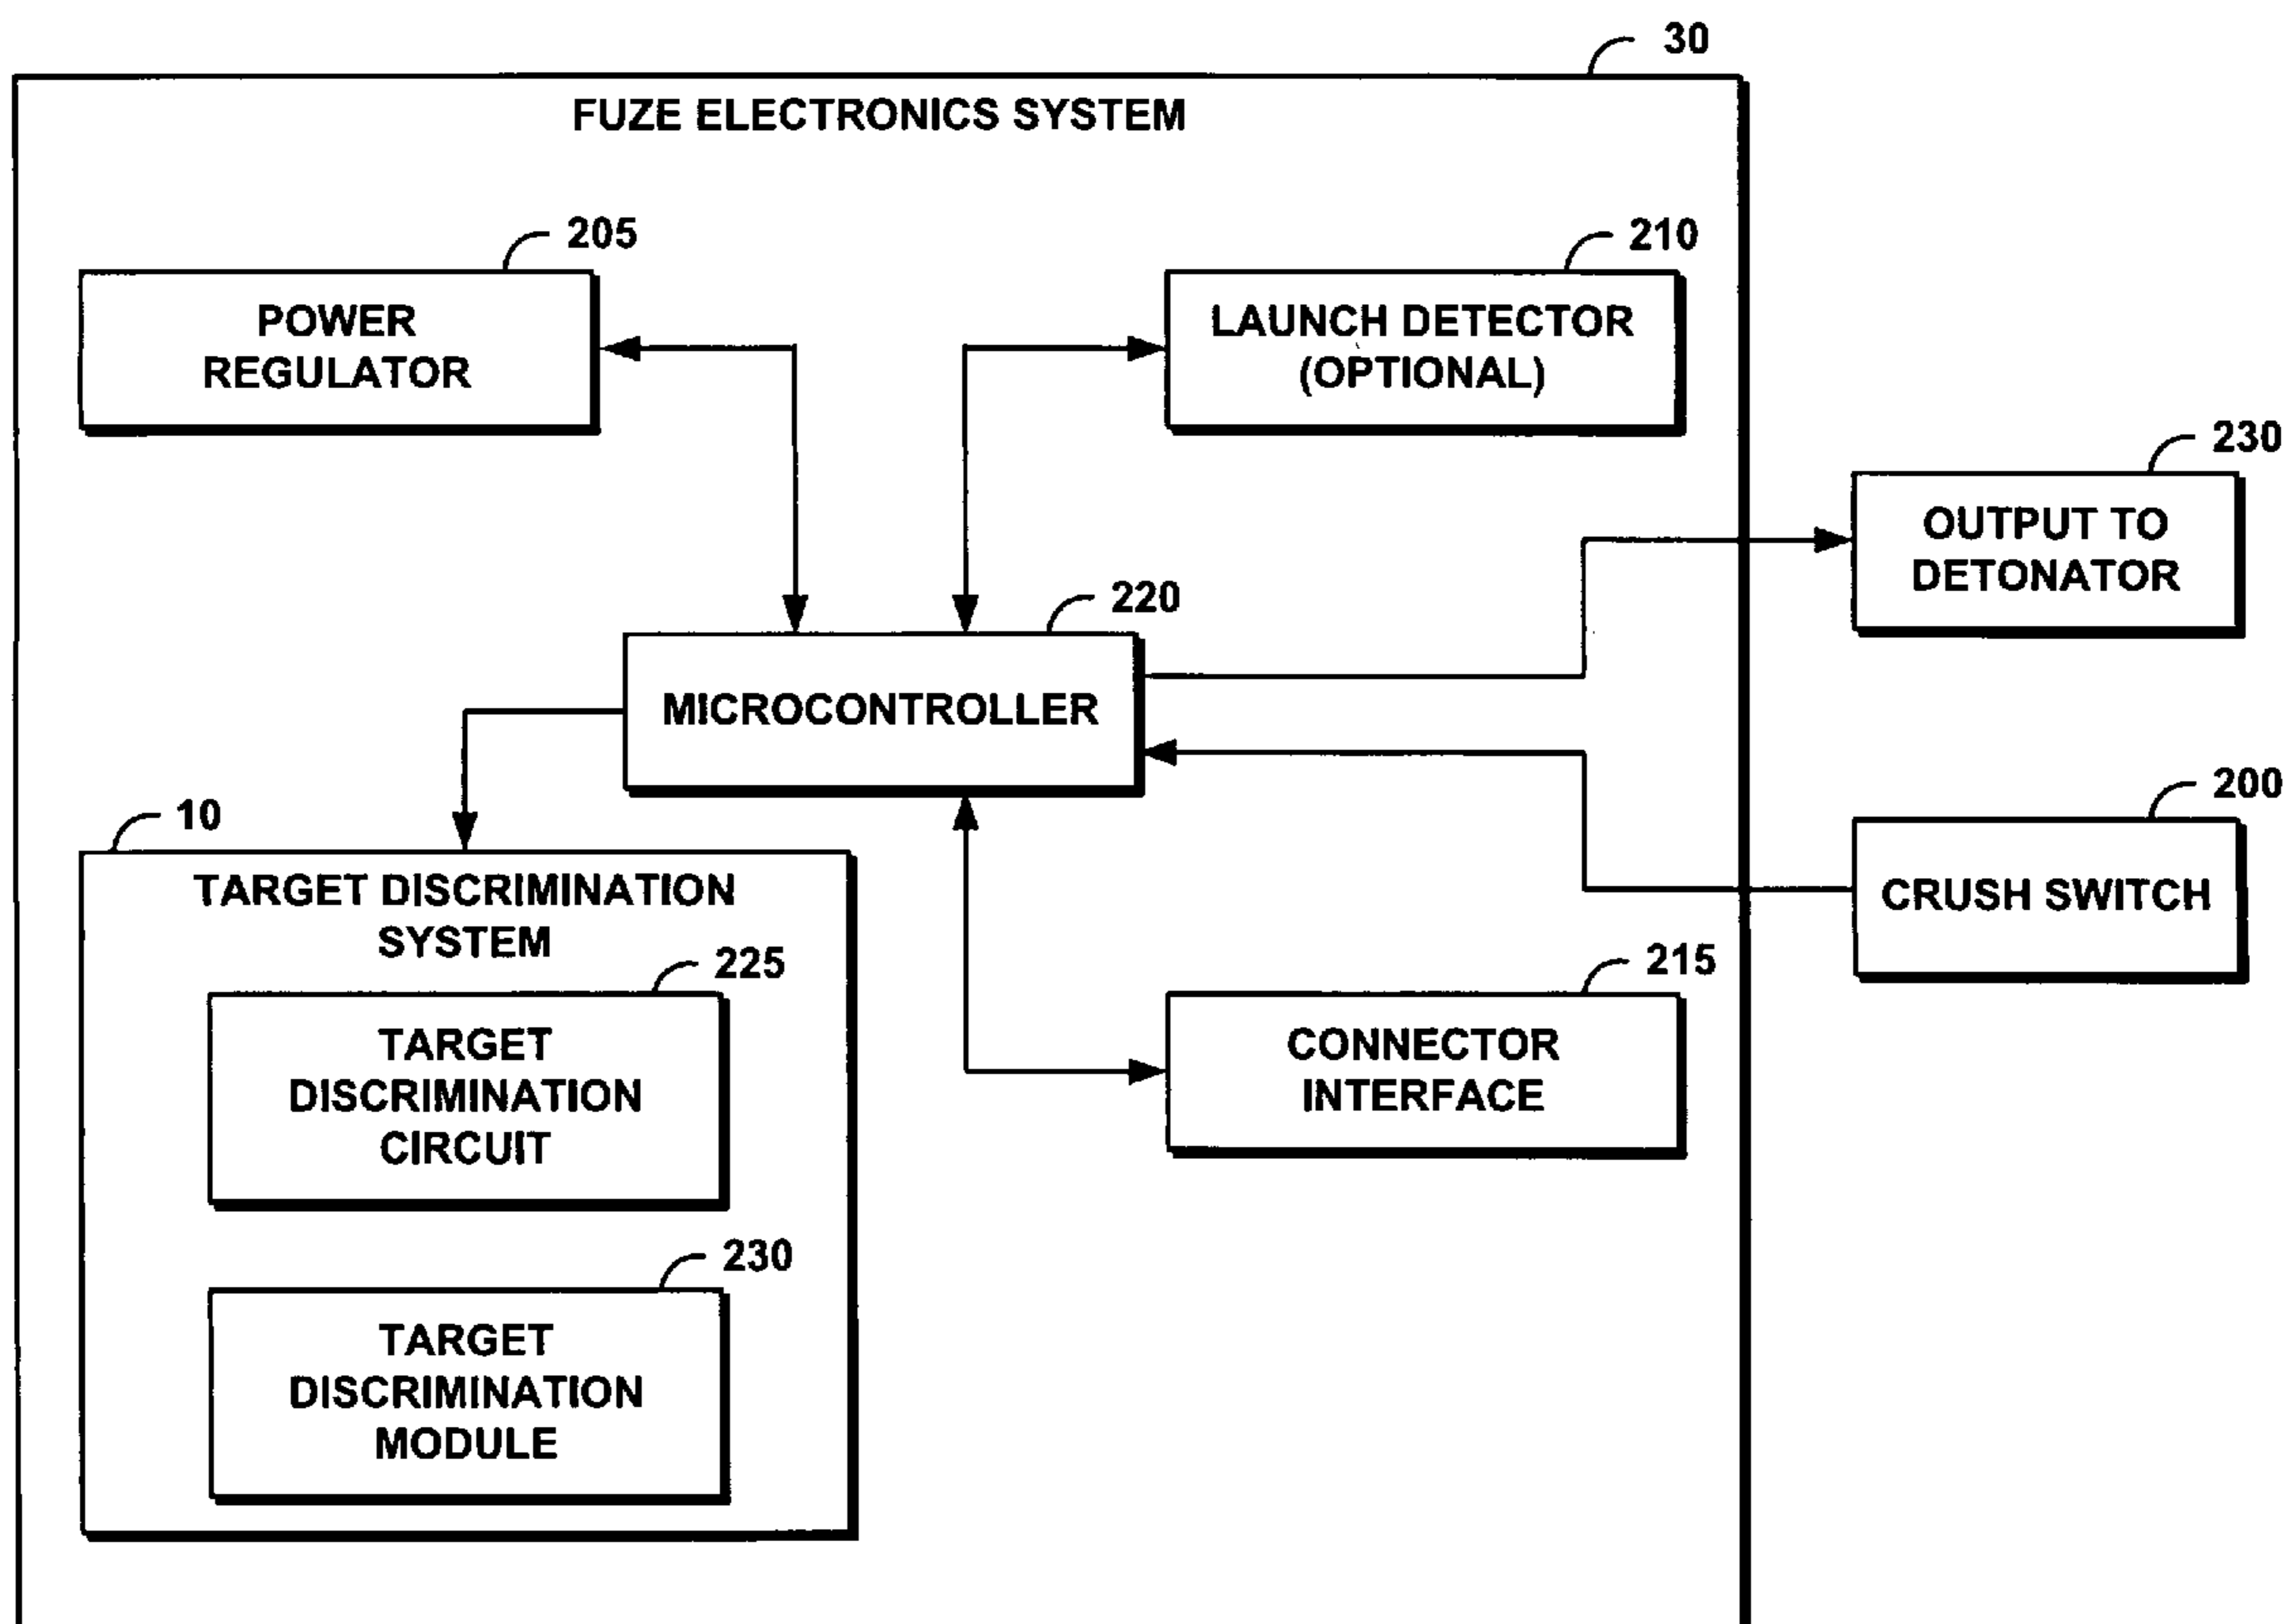 30
FUZE ELECTRONICS SYSTEM
205
POWER
REGULATOR
210
LAUNCH DETECTOR
(OPTIONAL)
230
OUTPUT TO
DETONATOR
220
MICROCONTROLLER
200
CRUSH SWITCH
10
TARGET DISCRIMINATION
SYSTEM
225
TARGET
DISCRIMINATION
CIRCUIT
215
CONNECTOR
INTERFACE
230
TARGET
DISCRIMINATION
MODULE